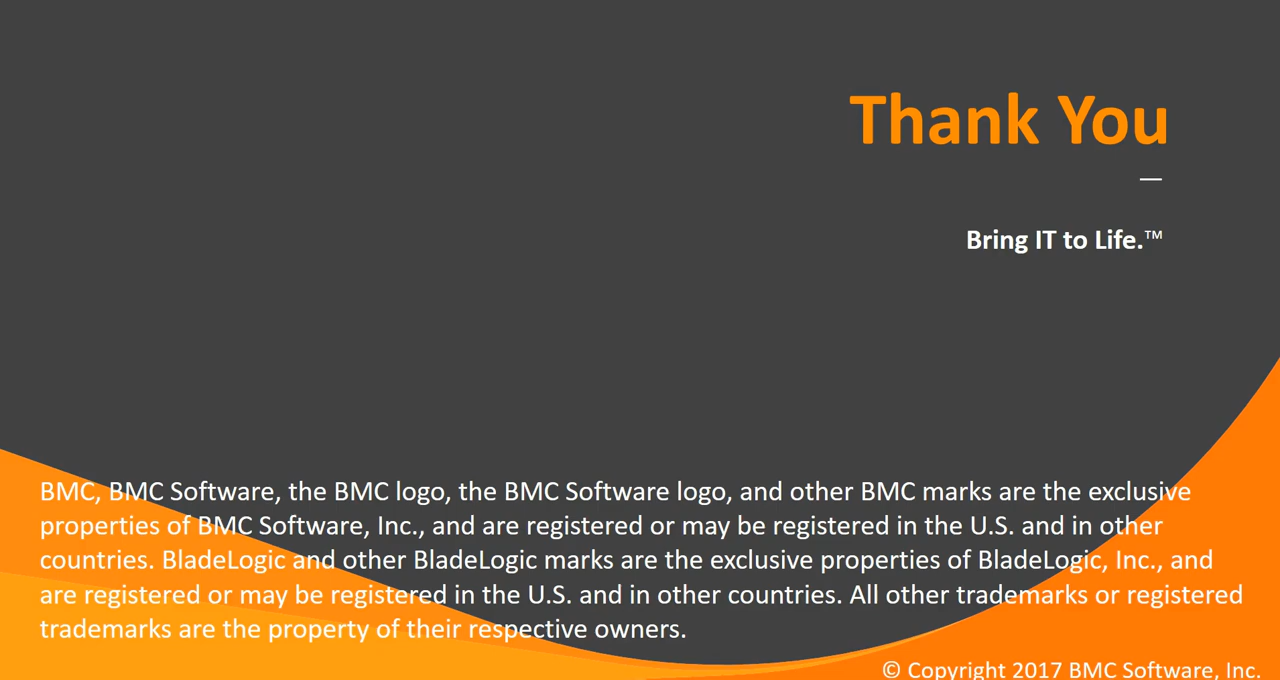 Thank You
—
Bring IT to Life.™
BMC, BMC Software, the BMC logo, the BMC Software logo, and other BMC marks are the exclusive
properties of BMC Software, Inc., and are registered or may be registered in the U.S. and in other
countries. BladeLogic and other BladeLogic marks are the exclusive properties of BladeLogic, Inc., and
are registered or may be registered in the U.S. and in other countries. All other trademarks or registered
trademarks are the property of their respective owners.
© Copyright 2017 BMC Software, Inc.